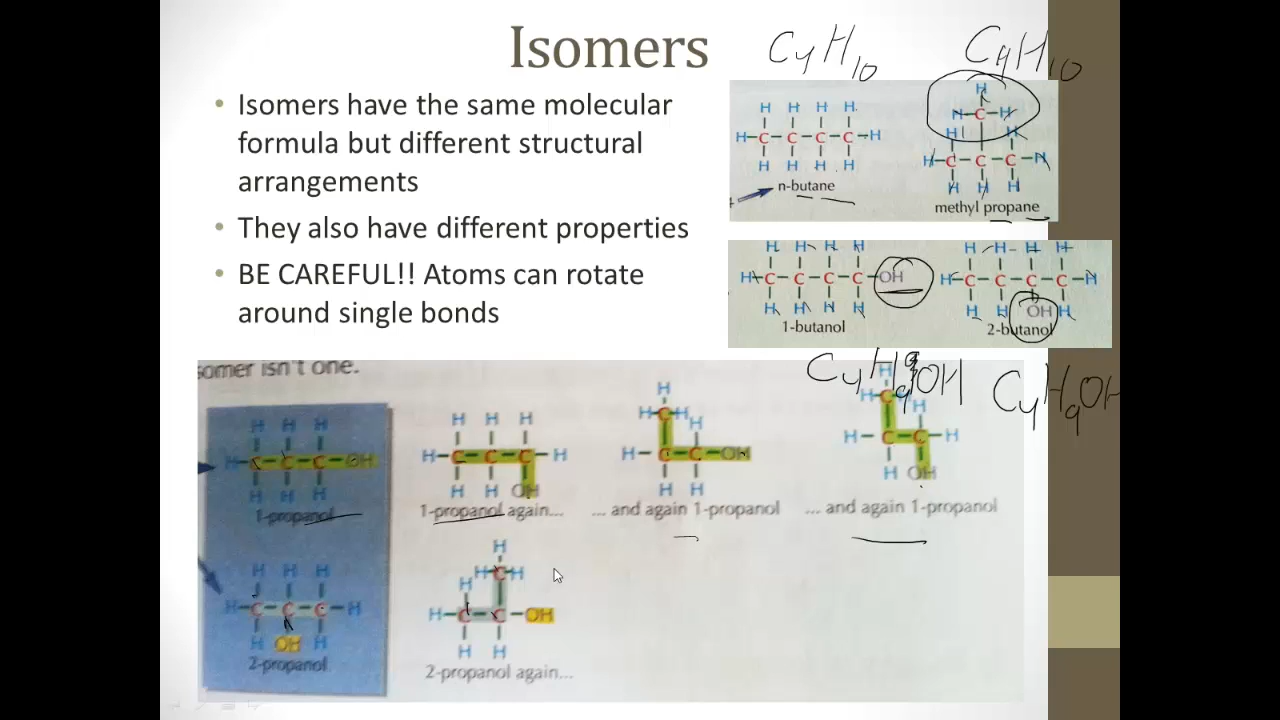 Isomers
C4H10
C4H10
• Isomers have the same molecular
formula but different structural
arrangements
• They also have different properties
• BE CAREFUL!! Atoms can rotate
around single bonds
H H H H
H-C-C-C-C-H
H H H H
n-butane
H
H-C-H
H H
H-C-C-C-H
H H H
methyl propane
H H H H
H-C-C-C-C-OH
H H H H
1-butanol
H H H H
H-C-C-C-C-H
H H OH H
2-butanol
C4H9OH
C4H9OH
somer isn't one.
H H H
H-C-C-C-OH
H H H
1-propanol
H H H
H-C-C-C-H
H H OH
1-propanol again...
H
H-C-H
H
H-C-C-OH
H H
... and again 1-propanol
H
H-C
H
H-C-C-H
H OH
... and again 1-propanol
H H H
H-C-C-C-H
H OH H
2-propanol
H
H-C-H
H
H-C-C-OH
H H
2-propanol again...